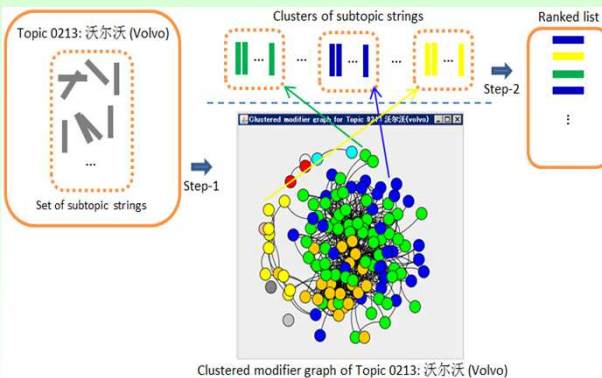 Topic 0213: 沃尔沃 (Volvo)
...
Set of subtopic strings
Step-1
Clusters of subtopic strings
... ... ... ... ...
Step-2
Ranked list
...
Clustered modifier graph for Topic 0213 沃尔沃(volvo)
Clustered modifier graph of Topic 0213: 沃尔沃 (Volvo)